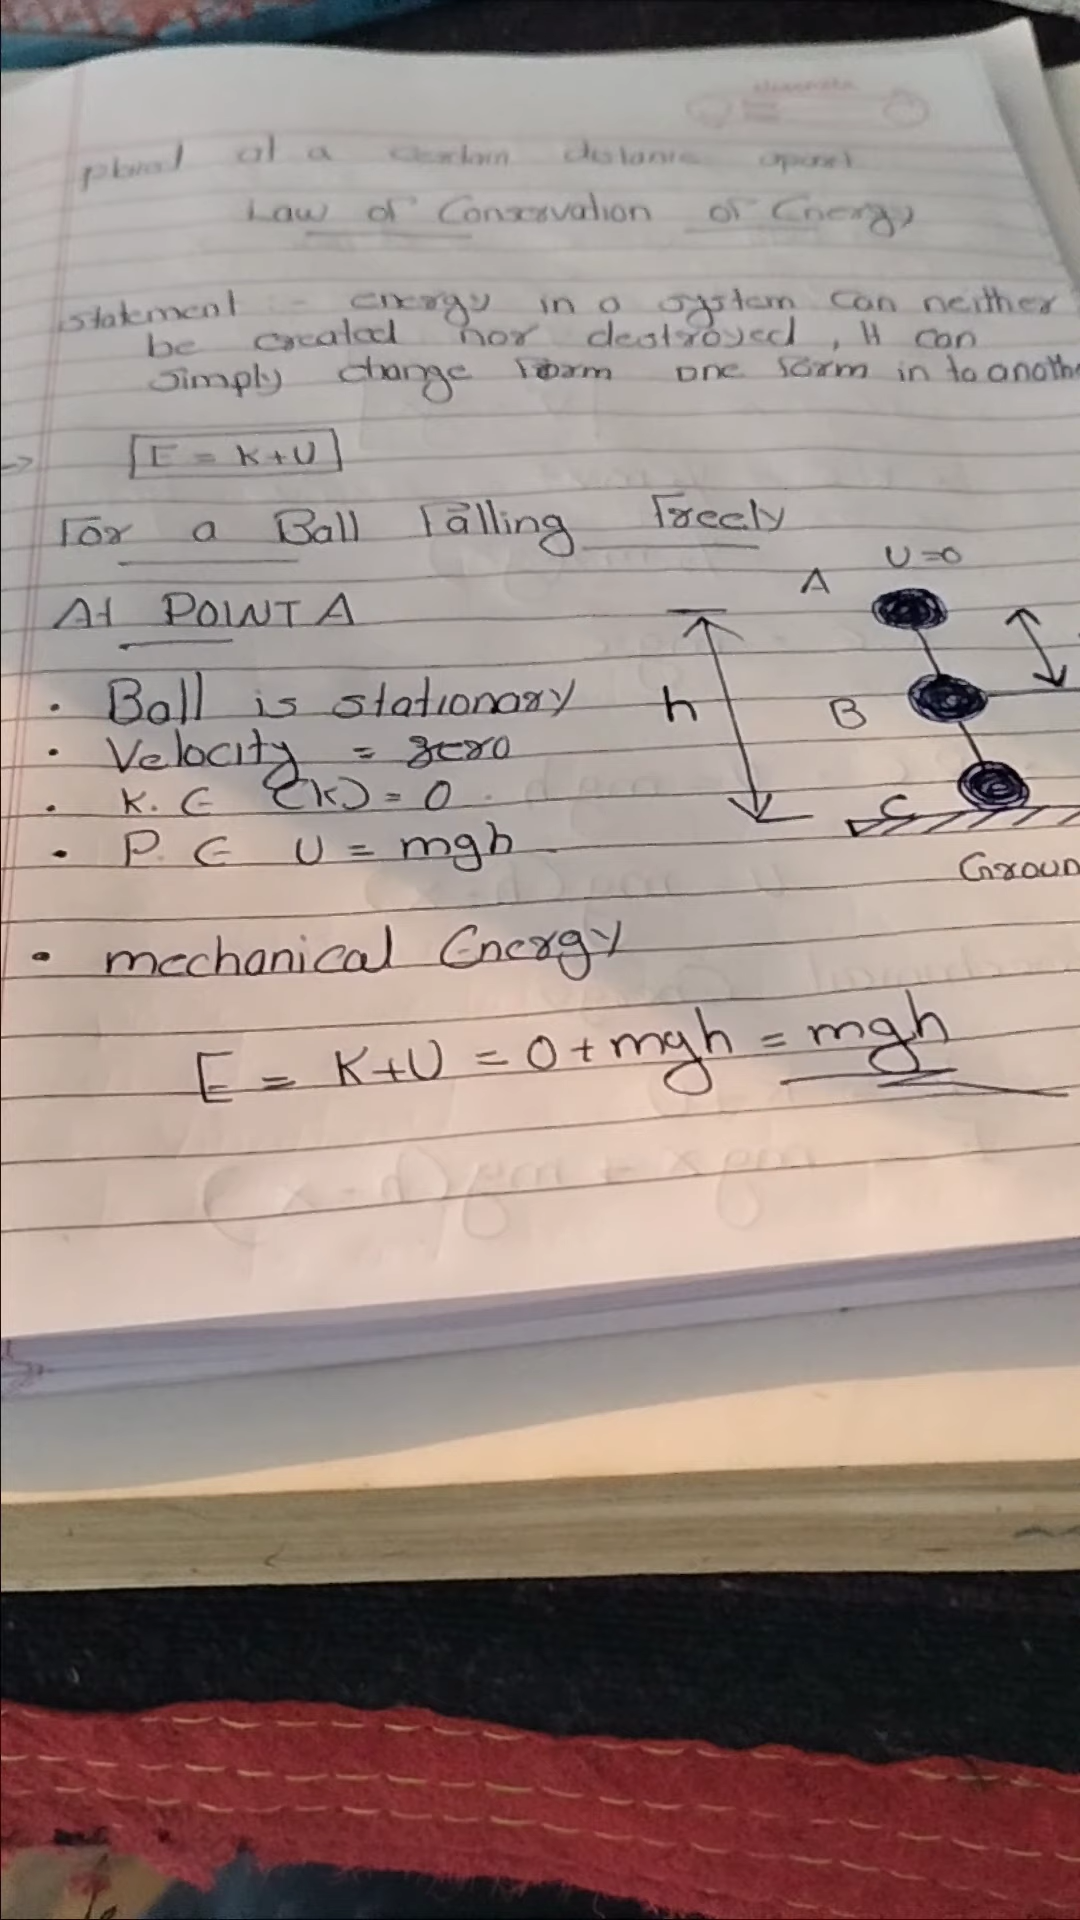 at a certain distance apart
Law of Conservation of Energy
statement - energy in a system can neither
be created nor destroyed, It can
simply change form one form in to anoth
→ E = K+U
For a Ball Falling Freely
At POINT A
A U=0
• Ball is stationary
h
B
• Velocity = zero
• K. E (K) = 0
C
• P. E U = mgh
Groun
• mechanical Energy
E = K+U = 0+mgh = mgh